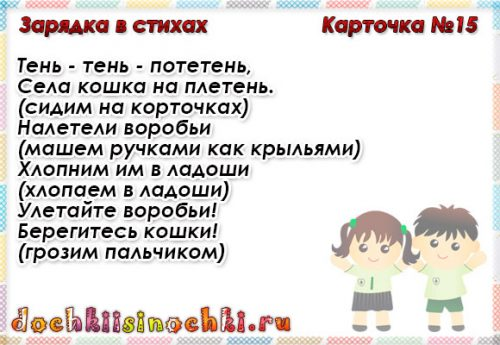 Зарядка в стихах Карточка №15
Тень - тень - потетень,
Села кошка на плетень.
(сидим на корточках)
Налетели воробьи
(машем ручками как крыльями)
Хлопним им в ладоши
(хлопаем в ладоши)
Улетайте воробьи!
Берегитесь кошки!
(грозим пальчиком)
dochkiisinochki.ru